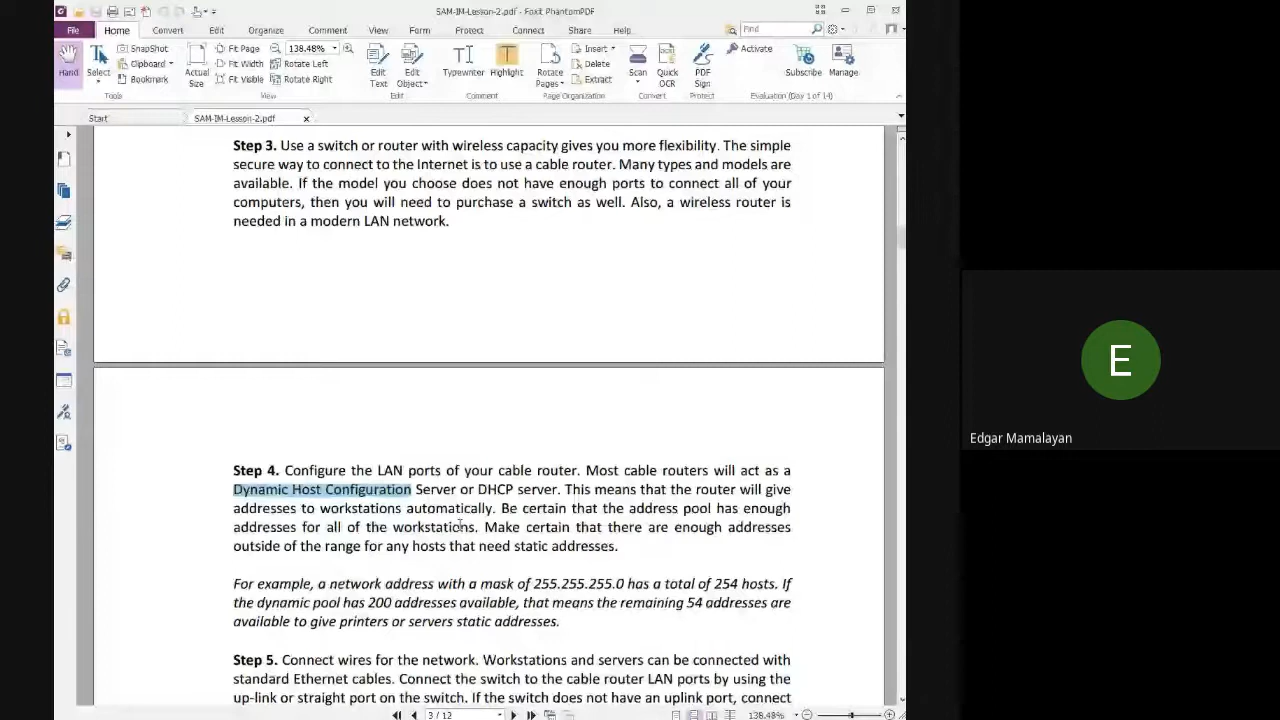 SAM-IM-Lesson-2.pdf - Foxit PhantomPDF
File Home Convert Edit Organize Comment View Form Protect Connect Share Help Find
Hand Select SnapShot Clipboard Bookmark Tools
Actual Size Fit Page Fit Width Fit Visible 138.48% Rotate Left Rotate Right View
Edit Text Edit Object Edit
Typewriter Highlight Comment
Rotate Pages Insert Delete Extract Page Organization
Scan Quick OCR Convert
PDF Sign Protect
Activate Subscribe Manage Evaluation (Day 1 of 14)
Start SAM-IM-Lesson-2.pdf
Step 3. Use a switch or router with wireless capacity gives you more flexibility. The simple
secure way to connect to the Internet is to use a cable router. Many types and models are
available. If the model you choose does not have enough ports to connect all of your
computers, then you will need to purchase a switch as well. Also, a wireless router is
needed in a modern LAN network.
Step 4. Configure the LAN ports of your cable router. Most cable routers will act as a
Dynamic Host Configuration Server or DHCP server. This means that the router will give
addresses to workstations automatically. Be certain that the address pool has enough
addresses for all of the workstations. Make certain that there are enough addresses
outside of the range for any hosts that need static addresses.
For example, a network address with a mask of 255.255.255.0 has a total of 254 hosts. If
the dynamic pool has 200 addresses available, that means the remaining 54 addresses are
available to give printers or servers static addresses.
Step 5. Connect wires for the network. Workstations and servers can be connected with
standard Ethernet cables. Connect the switch to the cable router LAN ports by using the
up-link or straight port on the switch. If the switch does not have an uplink port, connect
3 / 12 138.48%
E
Edgar Mamalayan